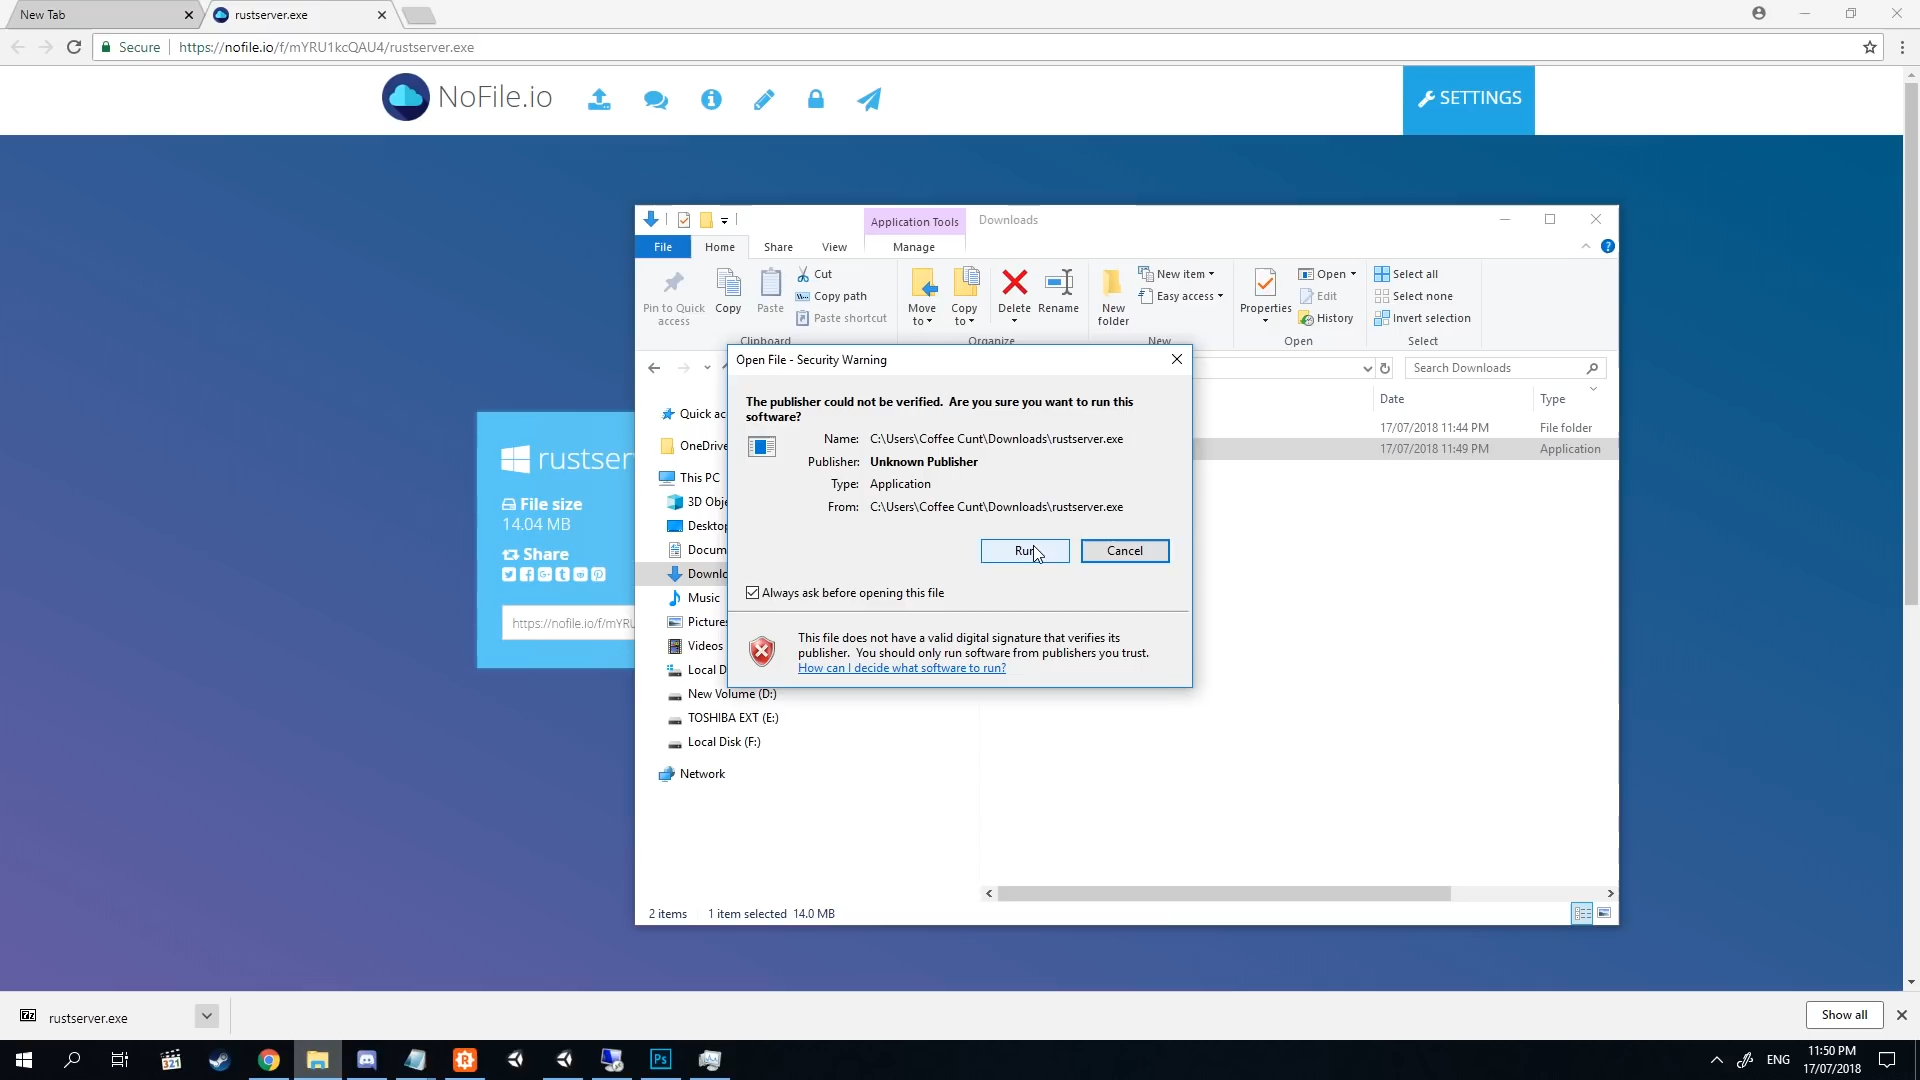 New Tab
rustserver.exe
Secure
https://nofile.io/f/mYRU1kcQAU4/rustserver.exe
NoFile.io
SETTINGS
Application Tools
Downloads
File
Home
Share
View
Manage
Pin to Quick
access
Copy
Paste
Cut
Copy path
Paste shortcut
Clipboard
Move
to
Copy
to
Delete
Rename
Organize
New
folder
New item
Easy access
New
Properties
Open
Edit
History
Open
Select all
Select none
Invert selection
Select
Search Downloads
Date
Type
17/07/2018 11:44 PM
File folder
17/07/2018 11:49 PM
Application
Quick ac
OneDrive
This PC
3D Obje
Desktop
Docum
Downlo
Music
Pictures
Videos
Local D
New Volume (D:)
TOSHIBA EXT (E:)
Local Disk (F:)
Network
2 items
1 item selected 14.0 MB
Open File - Security Warning
The publisher could not be verified. Are you sure you want to run this
software?
Name: C:\Users\Coffee Cunt\Downloads\rustserver.exe
Publisher: Unknown Publisher
Type: Application
From: C:\Users\Coffee Cunt\Downloads\rustserver.exe
Run
Cancel
Always ask before opening this file
This file does not have a valid digital signature that verifies its
publisher. You should only run software from publishers you trust.
How can I decide what software to run?
rustser
File size
14.04 MB
Share
https://nofile.io/f/mYRU
rustserver.exe
Show all
321
Ps
ENG
11:50 PM
17/07/2018